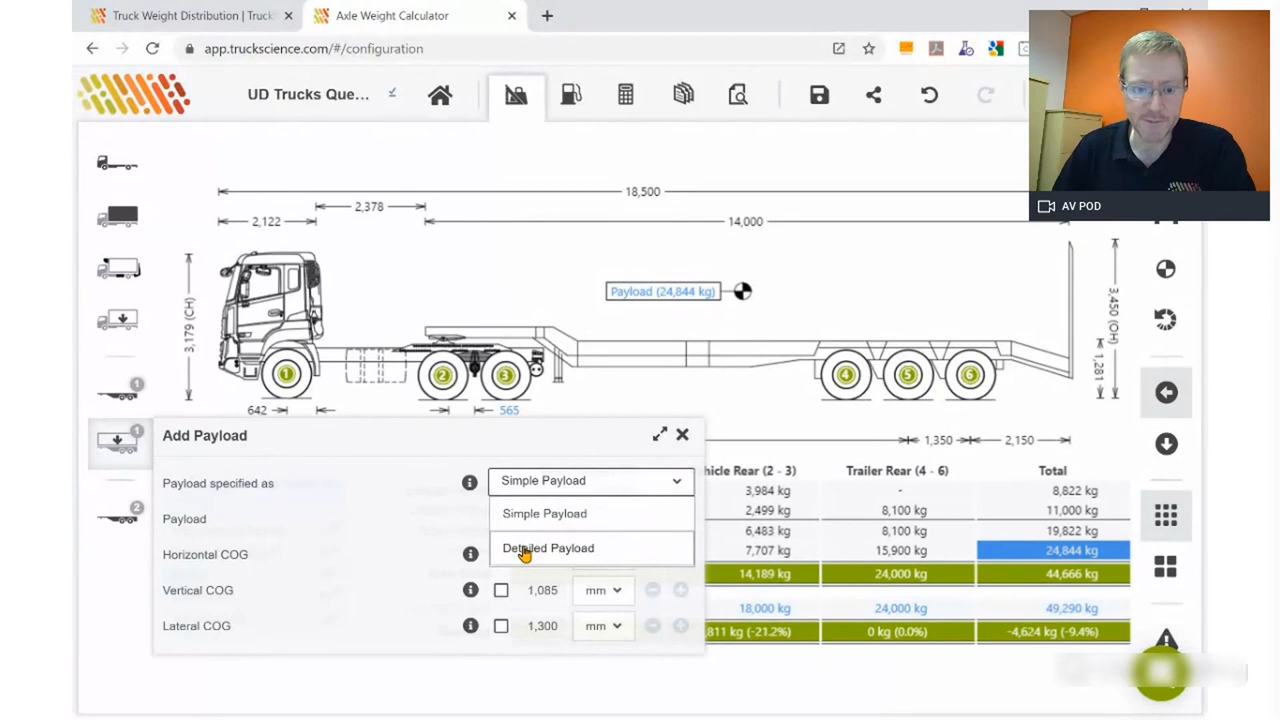 Truck Weight Distribution | Truck
Axle Weight Calculator
app.truckscience.com/#/configuration
UD Trucks Que...
AV POD
18,500
2,378
2,122
14,000
3,179 (CH)
Payload (24,844 kg)
3,450 (OH)
1,281
1
2
3
4
5
6
642
565
1
1
2
1,350
2,150
Add Payload
Payload specified as
Simple Payload
Simple Payload
Detailed Payload
Payload
Horizontal COG
Vertical COG
1,085
mm
Lateral COG
1,300
mm
hicle Rear (2 - 3)
Trailer Rear (4 - 6)
Total
3,984 kg
-
8,822 kg
2,499 kg
8,100 kg
11,000 kg
6,483 kg
8,100 kg
19,822 kg
7,707 kg
15,900 kg
24,844 kg
14,189 kg
24,000 kg
44,666 kg
18,000 kg
24,000 kg
49,290 kg
811 kg (-21.2%)
0 kg (0.0%)
-4,624 kg (-9.4%)